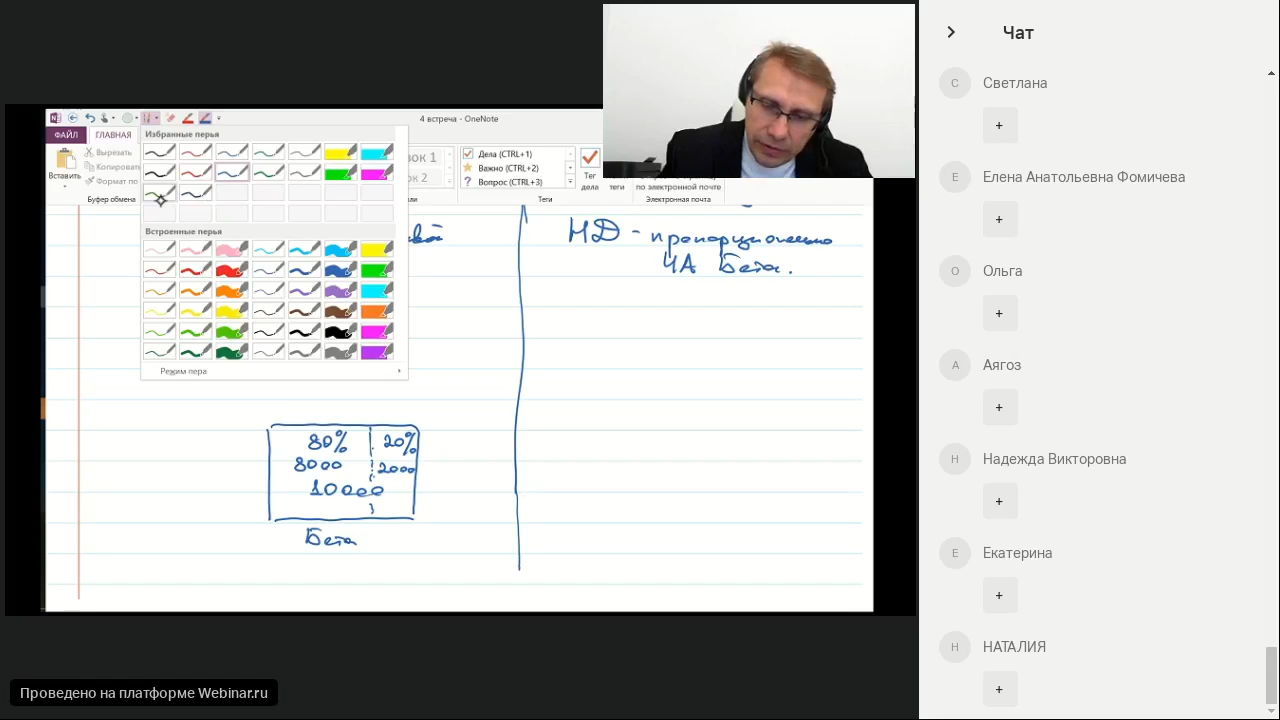 4 встреча - OneNote
ФАЙЛ
ГЛАВНАЯ
Вставить
Вырезать
Копировать
Формат по
Буфер обмена
Избранные перья
Встроенные перья
Режим пера
Дела (CTRL+1)
Важно (CTRL+2)
Вопрос (CTRL+3)
Теги
Тег
дела
теги
по электронной почте
Электронная почта
НД - пропорционально
ЧА Бета.
80%
20%
8000
2000
10000
Бета
Чат
С
Светлана
+
Е
Елена Анатольевна Фомичева
+
О
Ольга
+
А
Аягоз
+
Н
Надежда Викторовна
+
Е
Екатерина
+
Н
НАТАЛИЯ
+
Проведено на платформе Webinar.ru